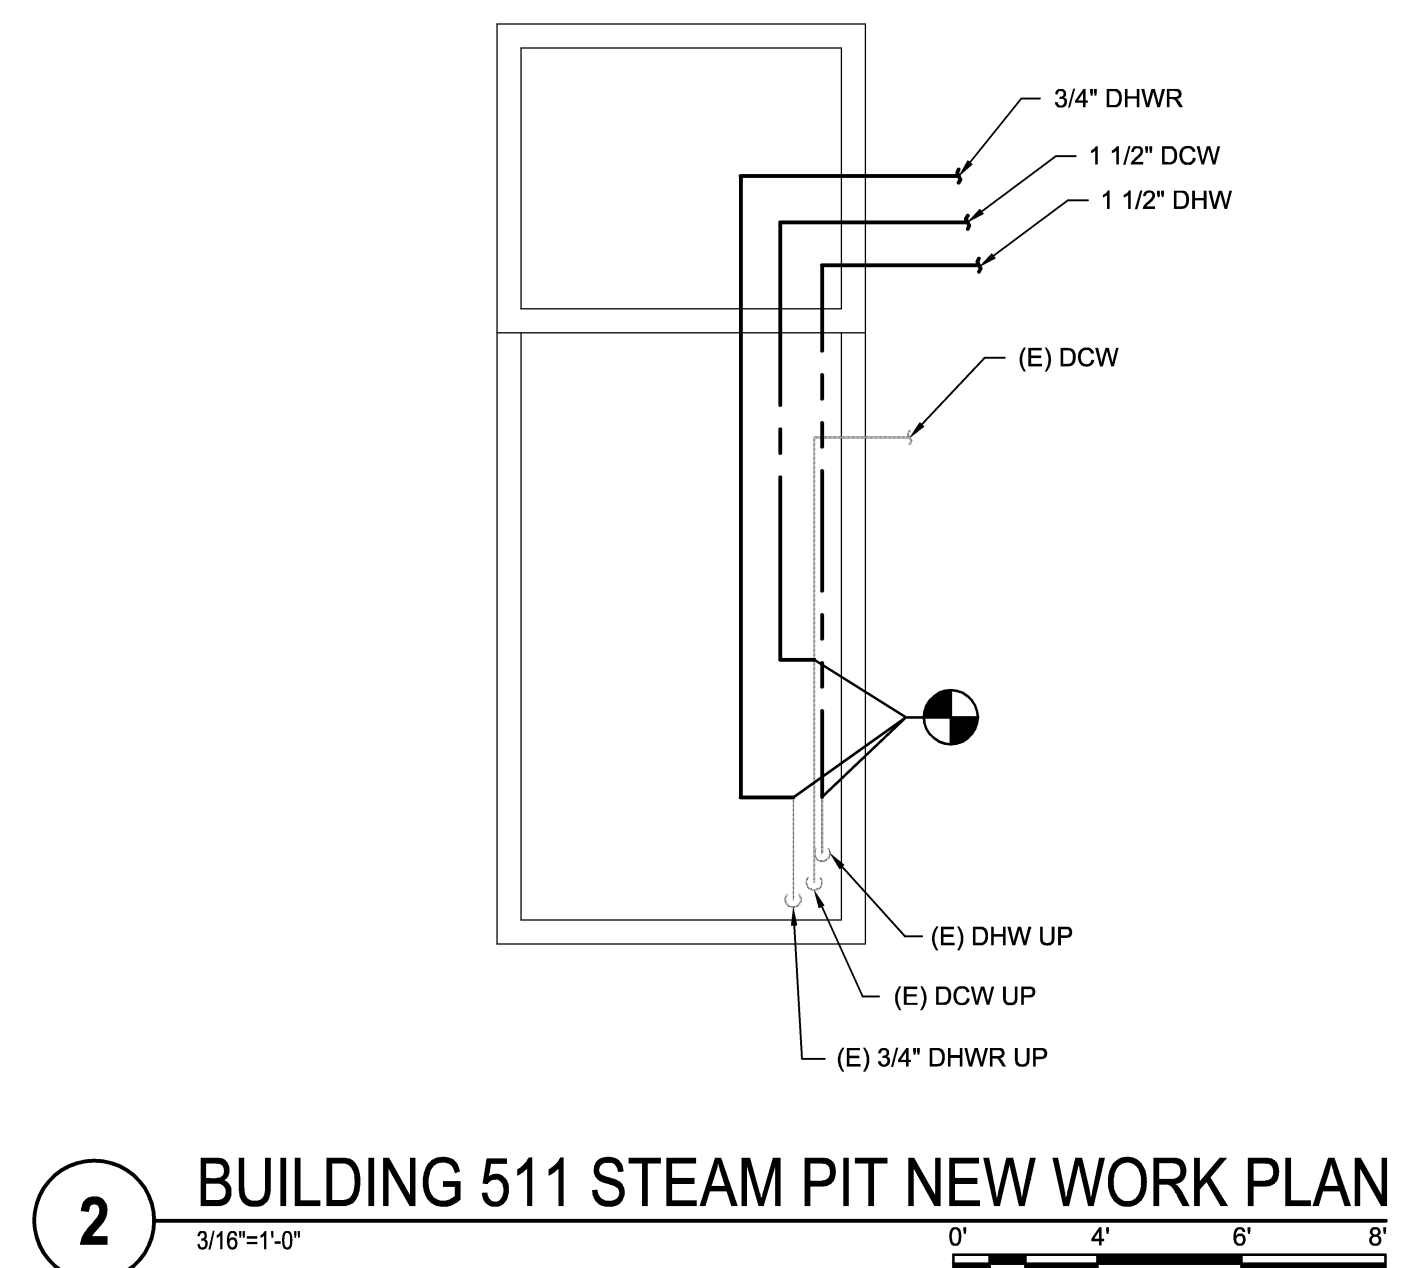 3/4" DHWR
1 1/2" DCW
1 1/2" DHW
(E) DCW
(E) DHW UP
(E) DCW UP
(E) 3/4" DHWR UP
2
BUILDING 511 STEAM PIT NEW WORK PLAN
3/16"=1'-0"
0' 4' 6' 8'